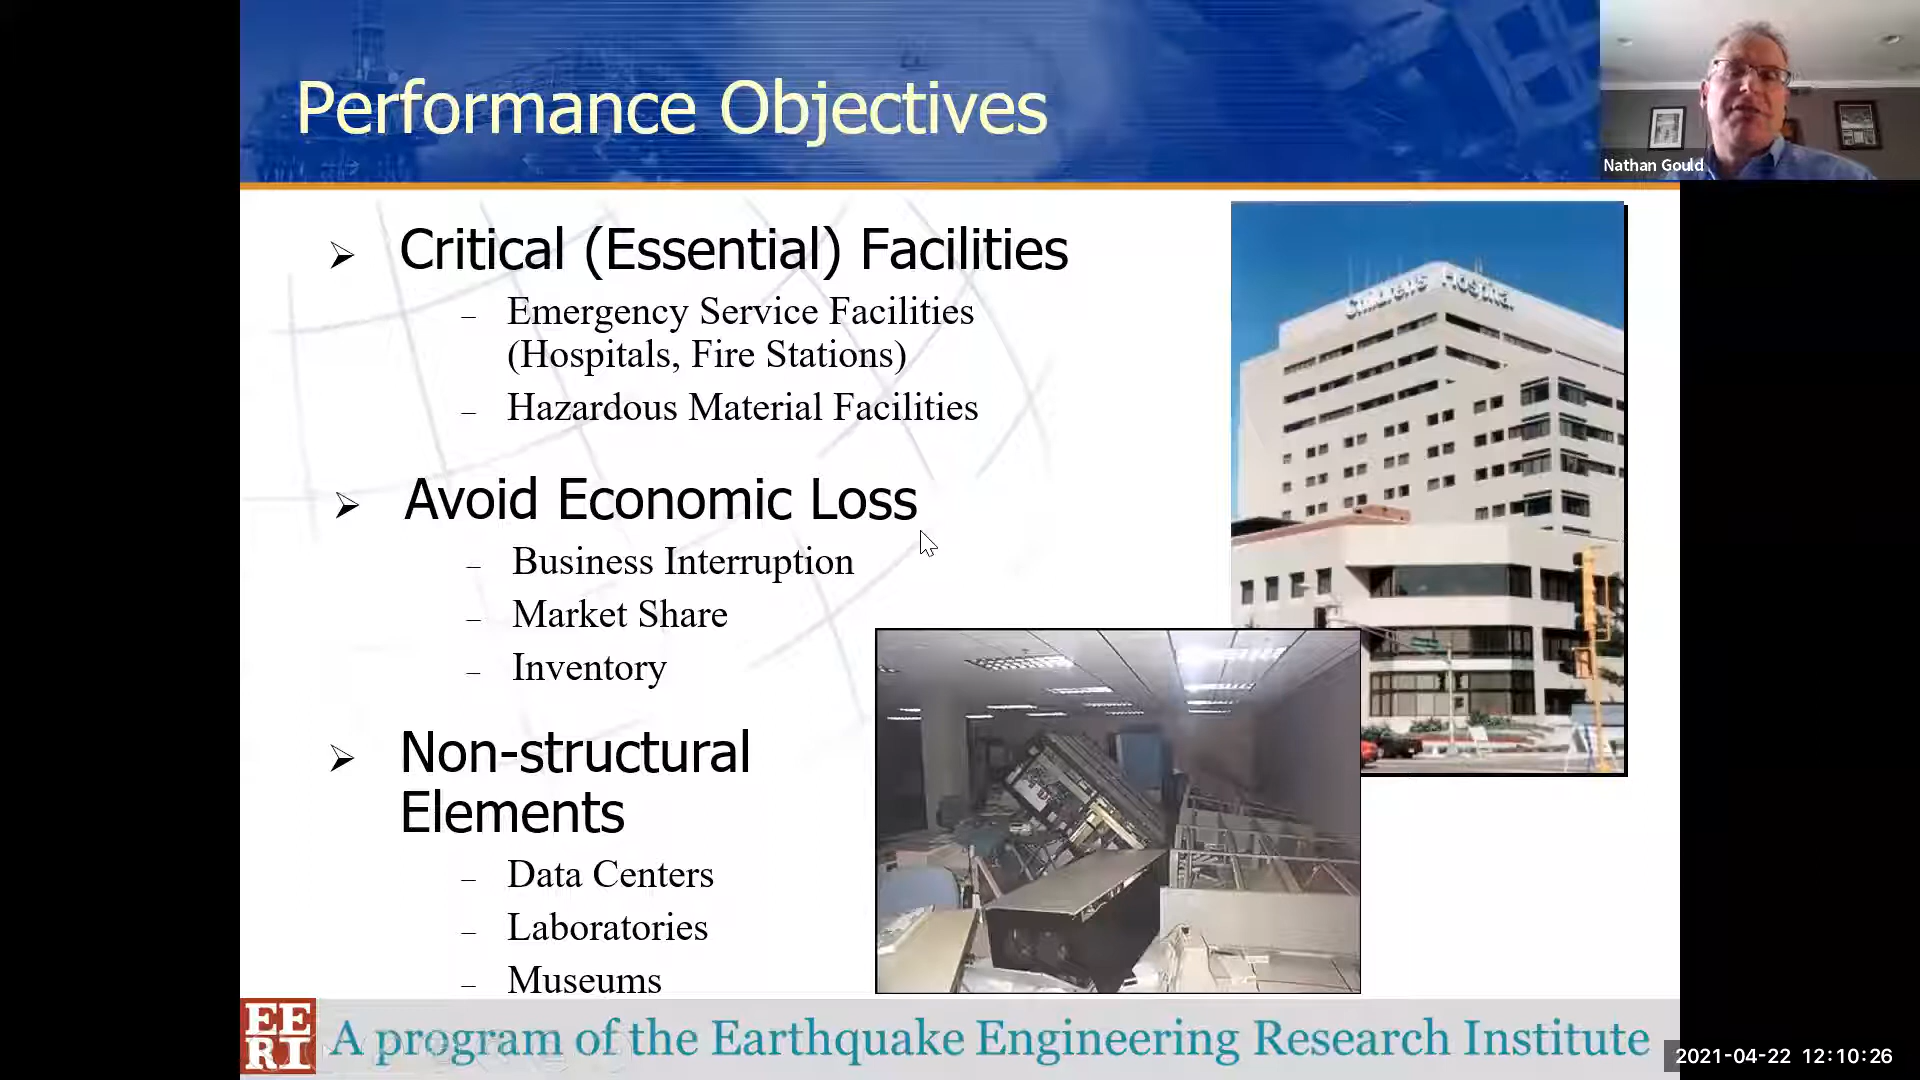 Performance Objectives
Nathan Gould
➢ Critical (Essential) Facilities
– Emergency Service Facilities
(Hospitals, Fire Stations)
– Hazardous Material Facilities
➢ Avoid Economic Loss
– Business Interruption
– Market Share
– Inventory
➢ Non-structural
Elements
– Data Centers
– Laboratories
– Museums
Children's Hospital
EE
RI
A program of the Earthquake Engineering Research Institute
2021-04-22 12:10:26